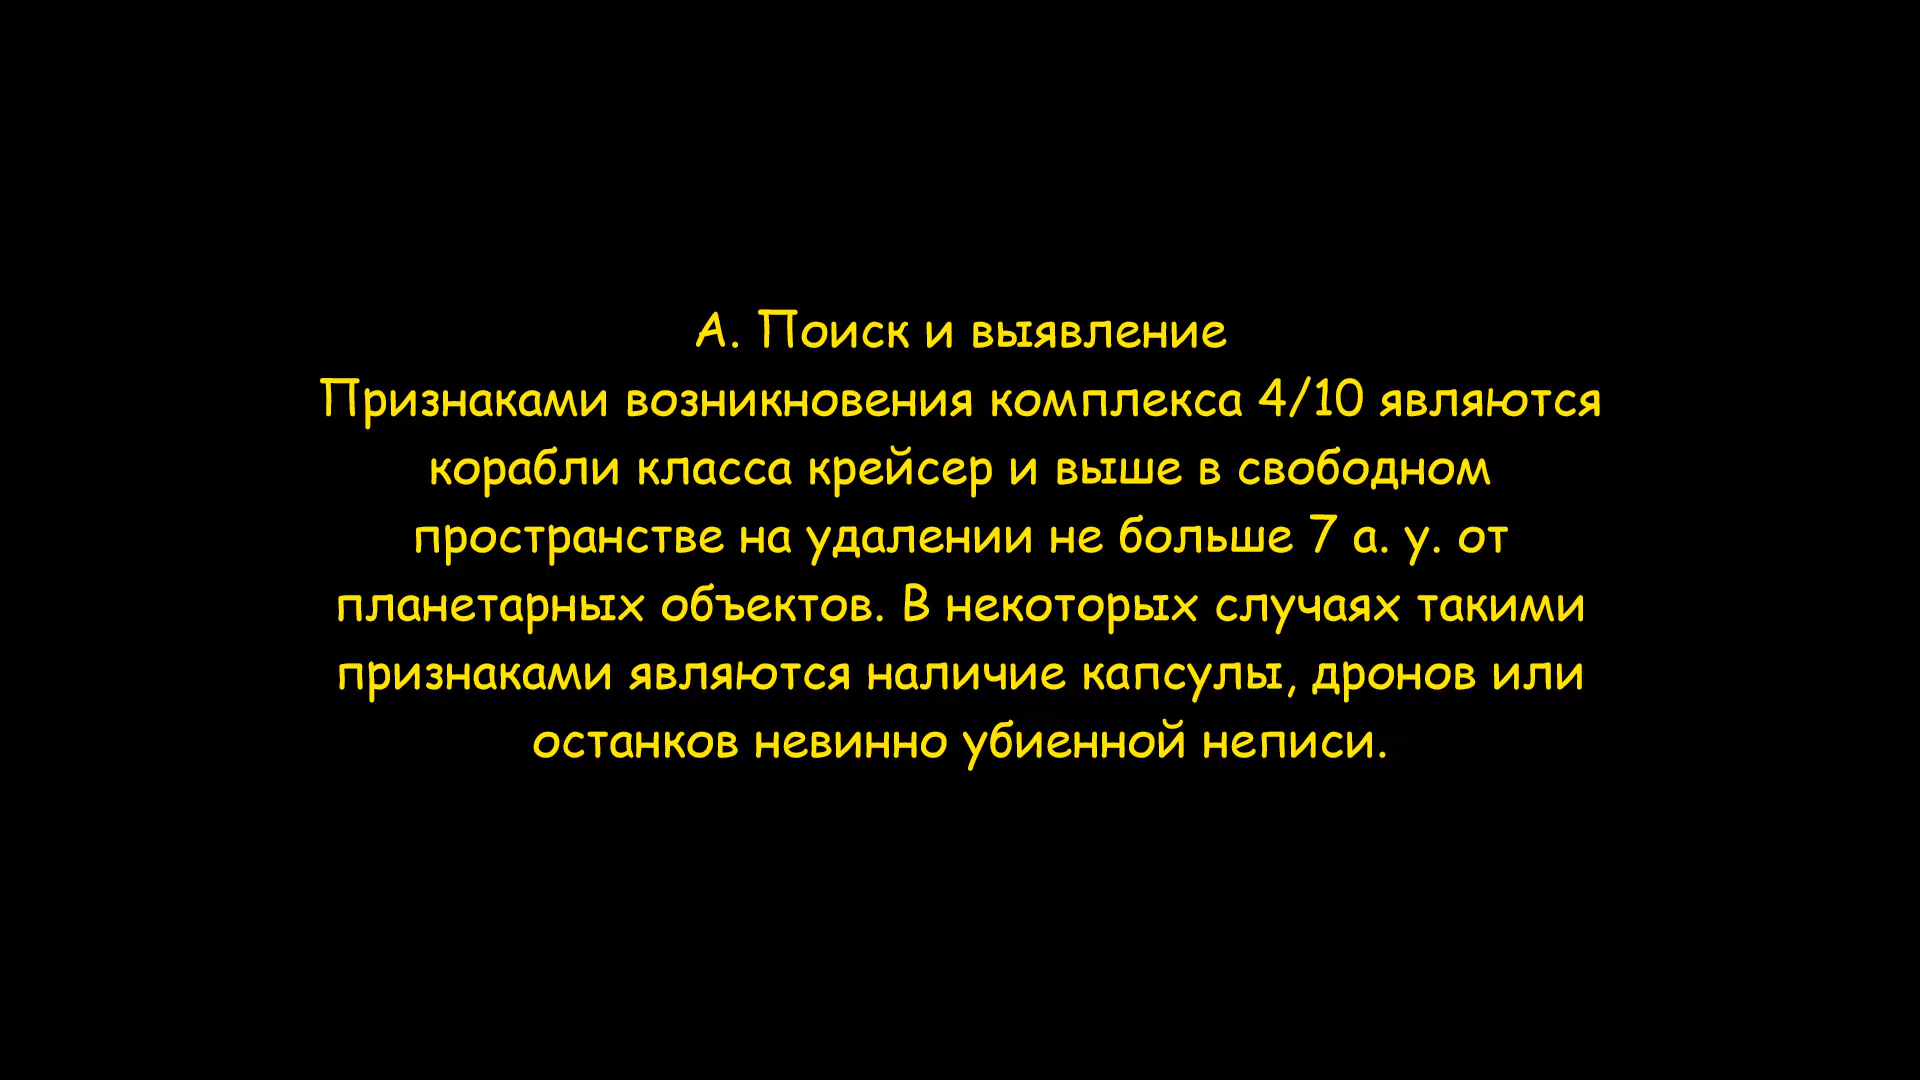 А. Поиск и выявление
Признаками возникновения комплекса 4/10 являются
корабли класса крейсер и выше в свободном
пространстве на удалении не больше 7 а. у. от
планетарных объектов. В некоторых случаях такими
признаками являются наличие капсулы, дронов или
останков невинно убиенной неписи.